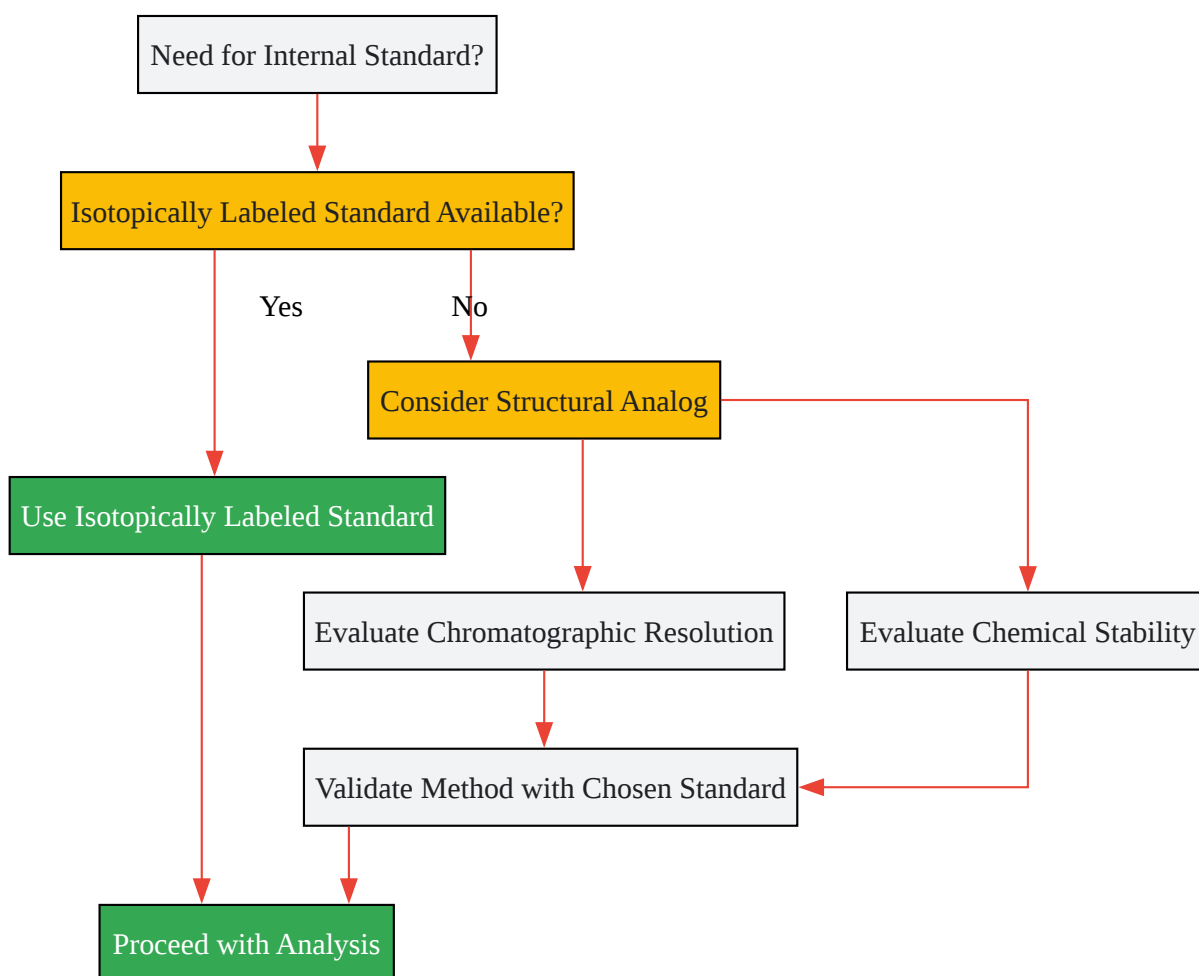 Need for Internal Standard?
Isotopically Labeled Standard Available?
Yes
No
Consider Structural Analog
Use Isotopically Labeled Standard
Evaluate Chromatographic Resolution
Evaluate Chemical Stability
Validate Method with Chosen Standard
Proceed with Analysis